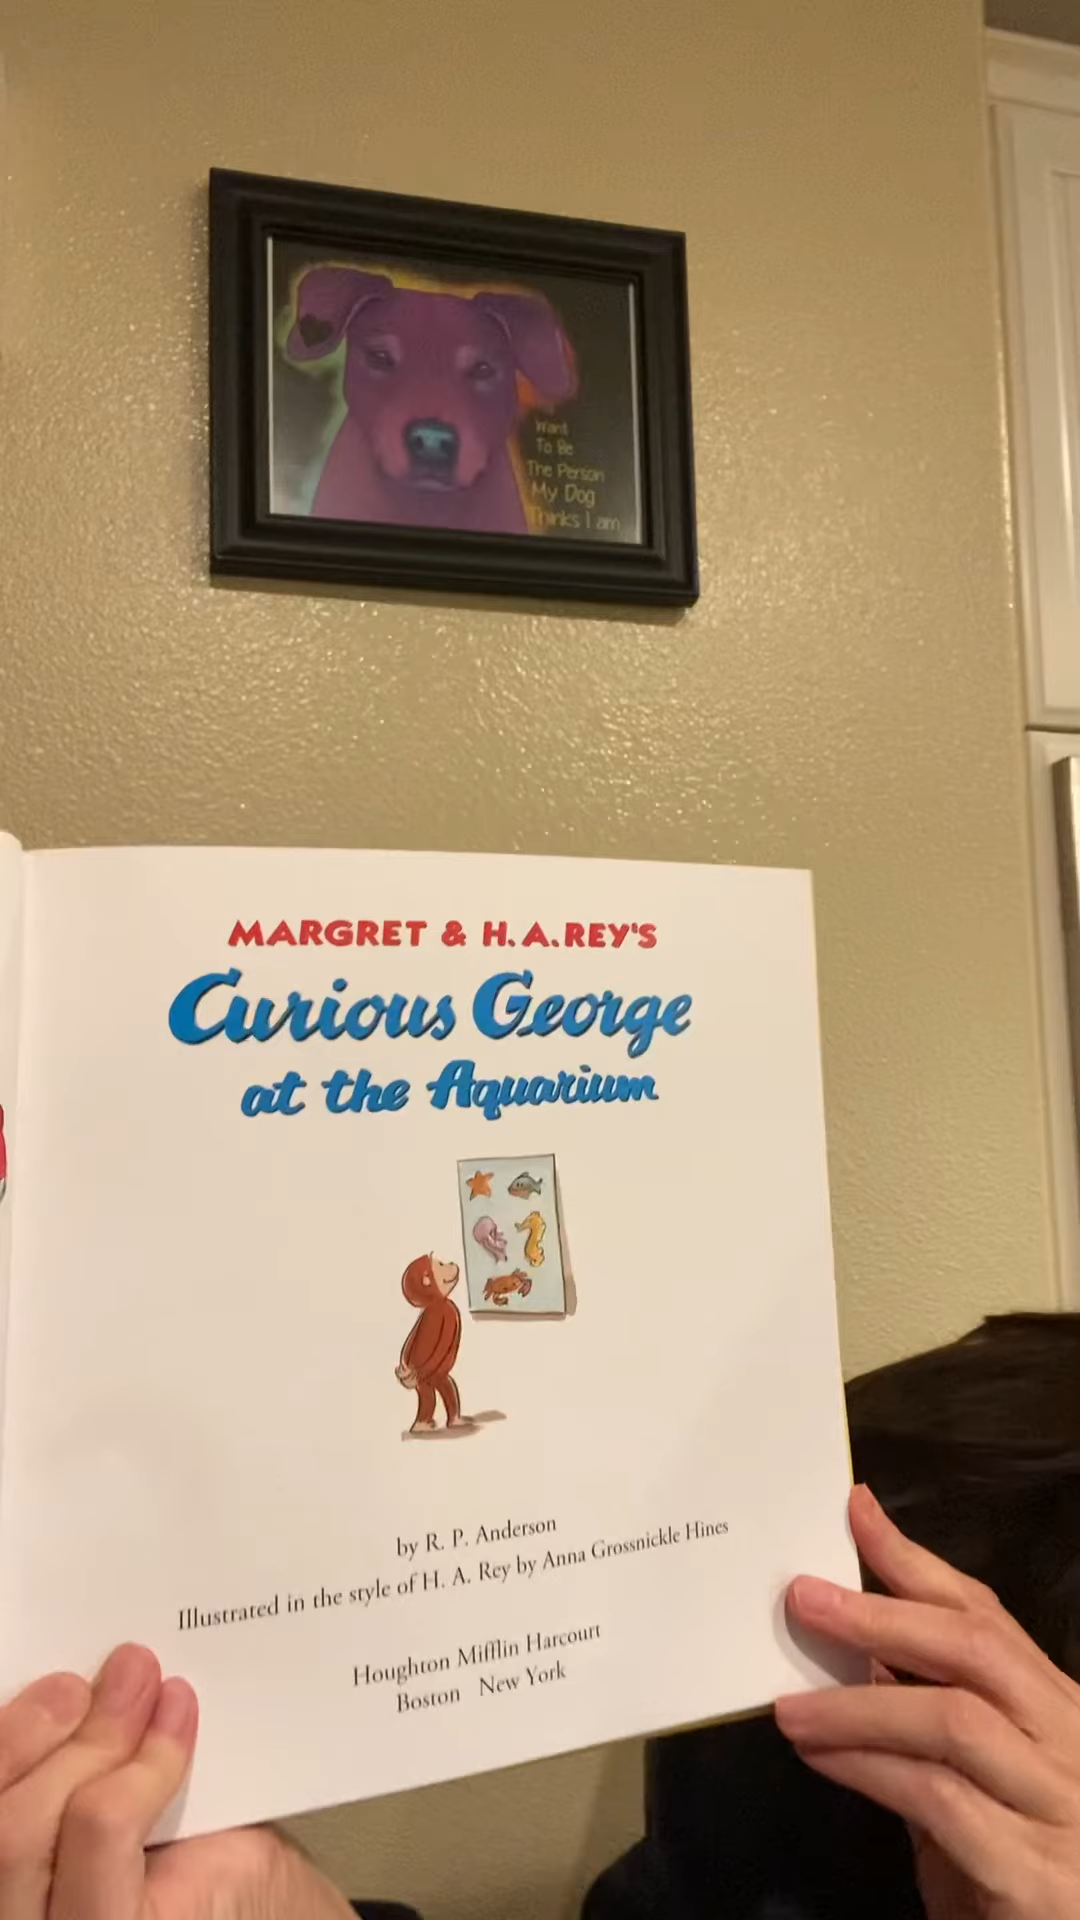 Want
To Be
The Person
My Dog
Thinks I am
MARGRET & H. A. REY'S
Curious George
at the Aquarium
by R. P. Anderson
Illustrated in the style of H. A. Rey by Anna Grossnickle Hines
Houghton Mifflin Harcourt
Boston New York